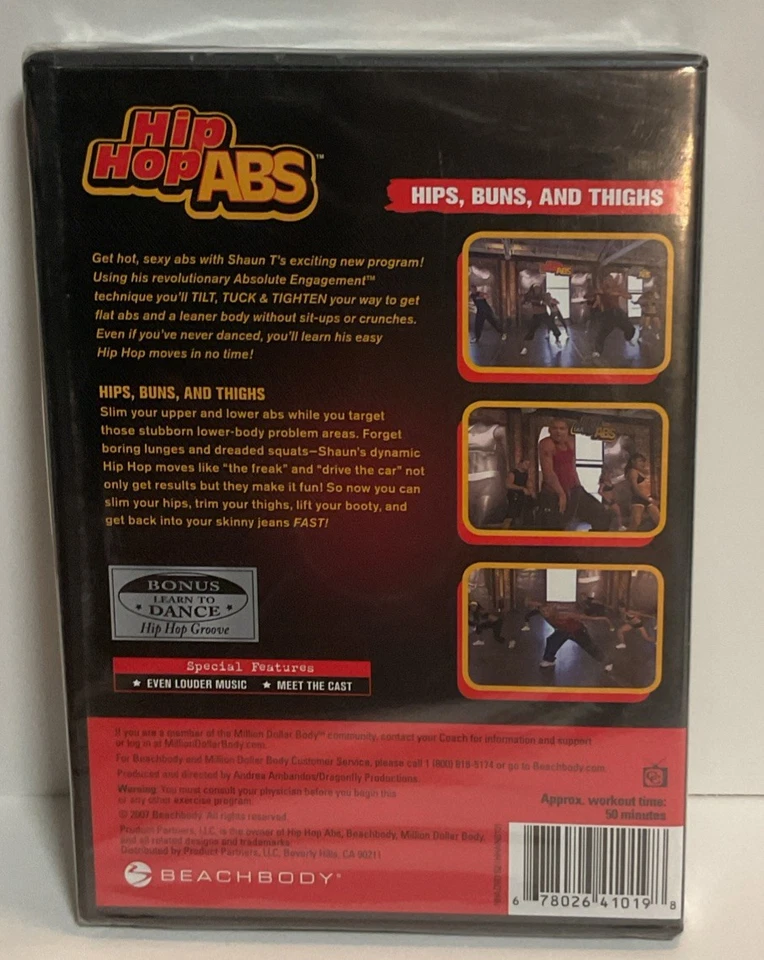 Hip
Hop ABS™
HIPS, BUNS, AND THIGHS
Get hot, sexy abs with Shaun T's exciting new program!
Using his revolutionary Absolute Engagement™
technique you'll TILT, TUCK & TIGHTEN your way to get
flat abs and a leaner body without sit-ups or crunches.
Even if you've never danced, you'll learn his easy
Hip Hop moves in no time!
HIPS, BUNS, AND THIGHS
Slim your upper and lower abs while you target
those stubborn lower-body problem areas. Forget
boring lunges and dreaded squats—Shaun's dynamic
Hip Hop moves like "the freak" and "drive the car" not
only get results but they make it fun! So now you can
slim your hips, trim your thighs, lift your booty, and
get back into your skinny jeans FAST!
ABS
ABS
BONUS
LEARN TO
DANCE
Hip Hop Groove
Special Features
★ EVEN LOUDER MUSIC ★ MEET THE CAST
If you are a member of the Million Dollar Body™ community, contact your Coach for information and support
or log in at MillionDollarBody.com.
For Beachbody and Million Dollar Body Customer Service, please call 1 (800) or go to Beachbody.com.
Produced and directed by Andrea Ambandos/Dragonfly Productions.
Warning: You must consult your physician before you begin this
or any other exercise program.
© 2007 Beachbody. All rights reserved.
Product Partners, LLC, is the owner of Hip Hop Abs, Beachbody, Million Dollar Body,
and all related designs and trademarks.
Distributed by Product Partners, LLC, Beverly Hills, CA 90211
CC
Approx. workout time:
50 minutes
BEACHBODY®
6 78026 41019 8